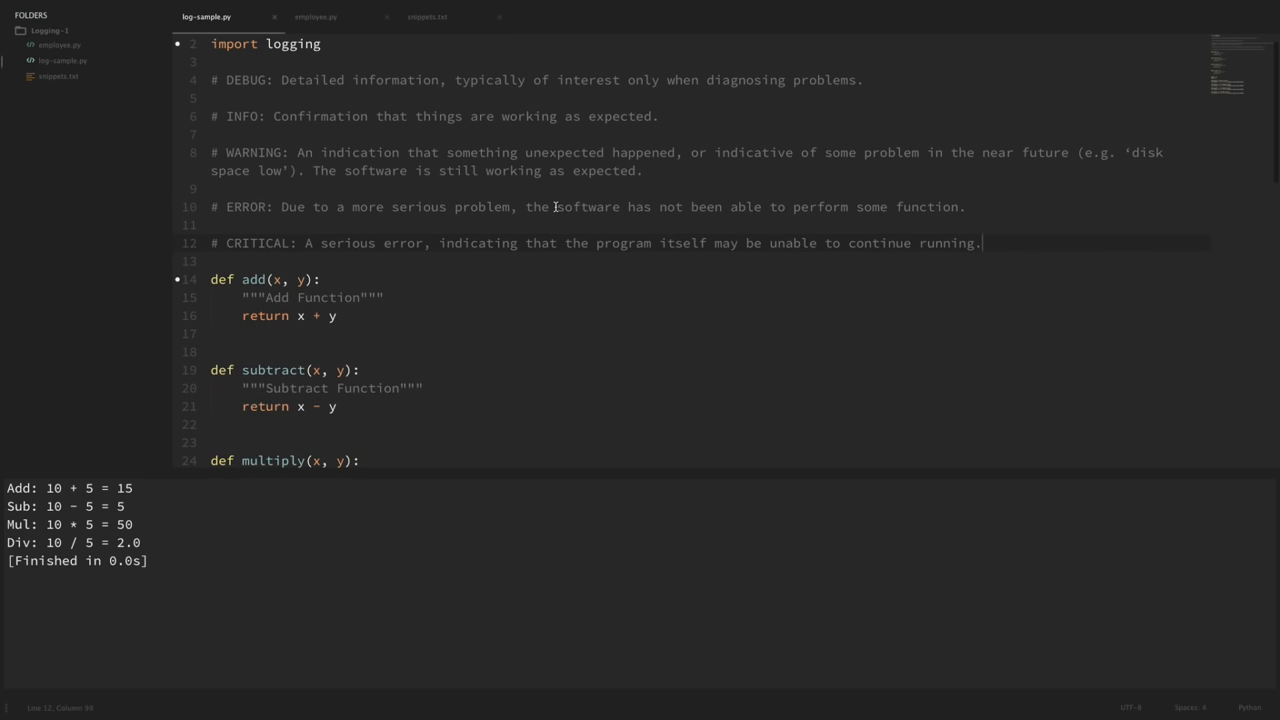 FOLDERS
Logging-1
employee.py
log-sample.py
snippets.txt
log-sample.py × employee.py × snippets.txt ×
2 import logging
3
4 # DEBUG: Detailed information, typically of interest only when diagnosing problems.
5
6 # INFO: Confirmation that things are working as expected.
7
8 # WARNING: An indication that something unexpected happened, or indicative of some problem in the near future (e.g. ‘disk
space low’). The software is still working as expected.
9
10 # ERROR: Due to a more serious problem, the software has not been able to perform some function.
11
12 # CRITICAL: A serious error, indicating that the program itself may be unable to continue running.
13
14 def add(x, y):
15 """Add Function"""
16 return x + y
17
18
19 def subtract(x, y):
20 """Subtract Function"""
21 return x - y
22
23
24 def multiply(x, y):
Add: 10 + 5 = 15
Sub: 10 - 5 = 5
Mul: 10 * 5 = 50
Div: 10 / 5 = 2.0
[Finished in 0.0s]
Line 12, Column 99 UTF-8 Spaces: 4 Python